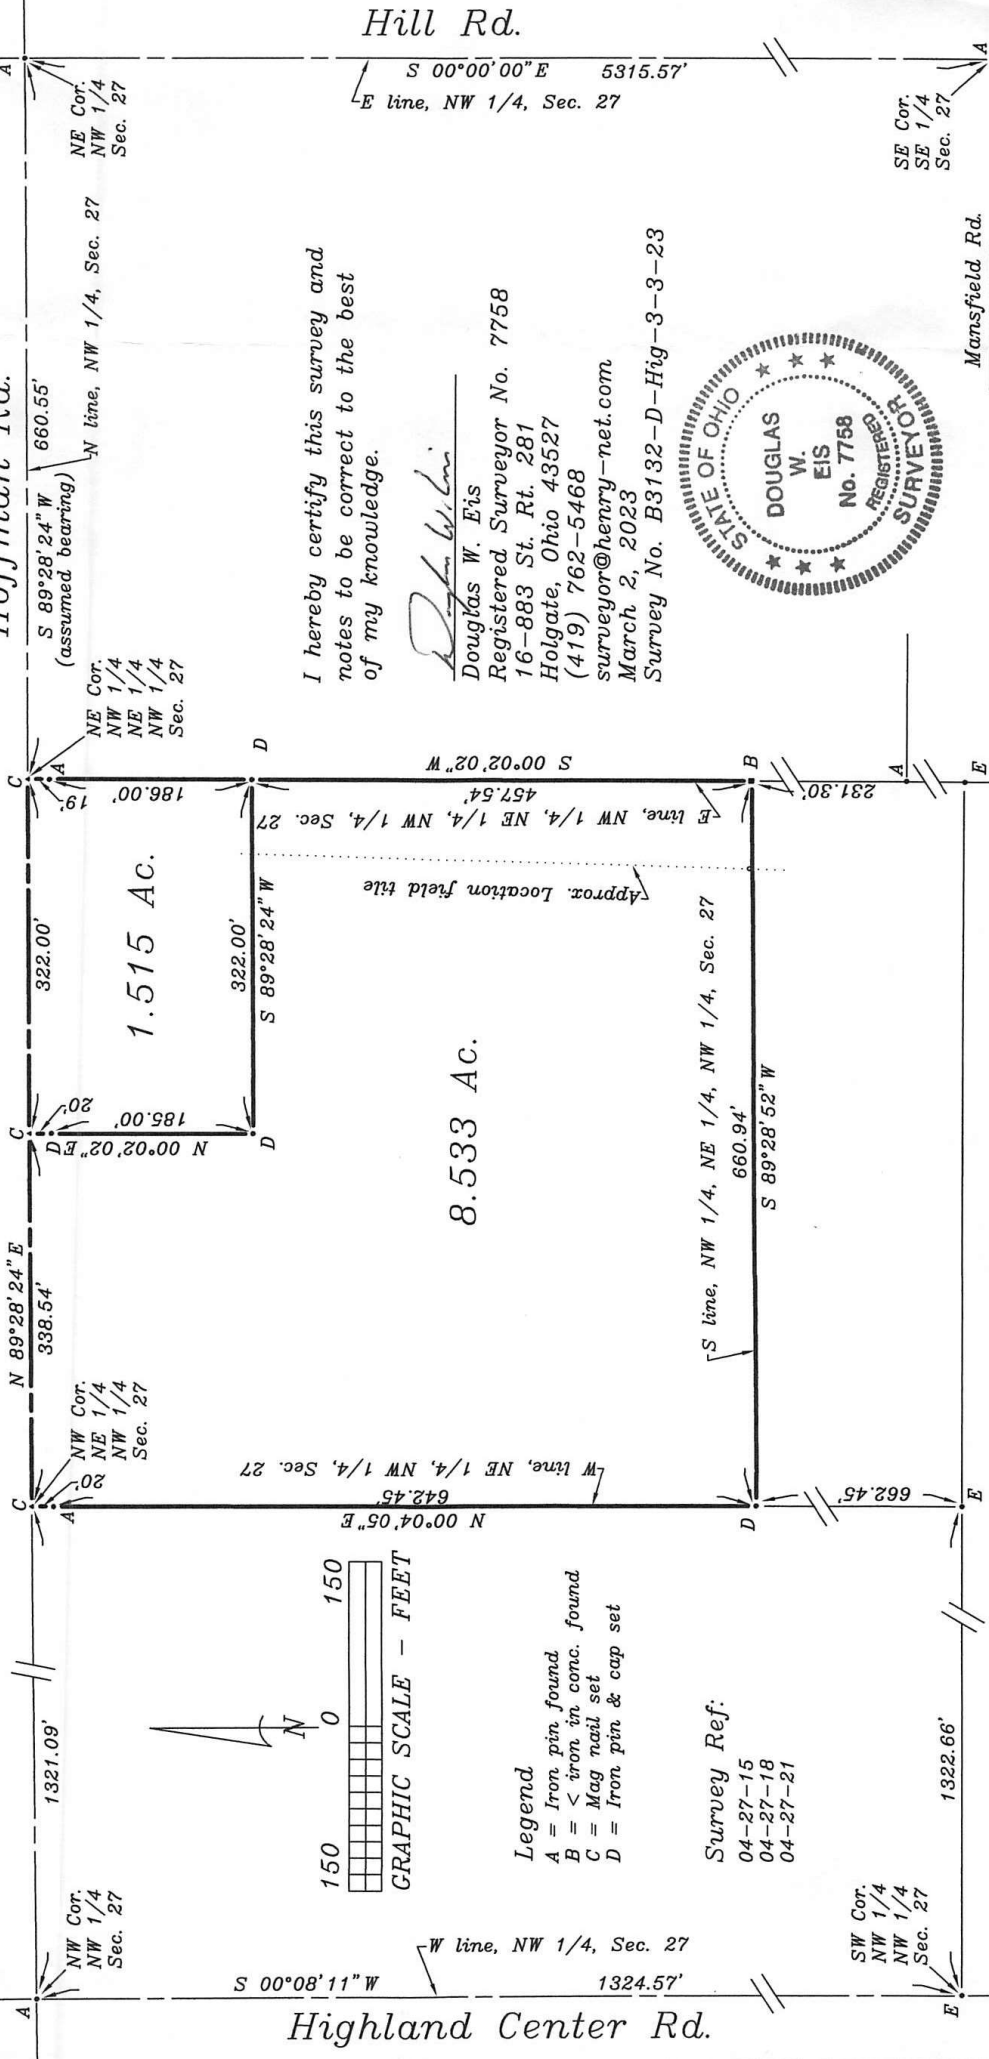 Hoffman Rd.
A
C
C
C
A
1321.09'
N 89°28'24" E
338.54'
322.00'
S 89°28'24" W
(assumed bearing)
660.55'
N line, NW 1/4, Sec. 27
NW Cor.
NW 1/4
Sec. 27
NW Cor.
NE 1/4
NW 1/4
Sec. 27
NE Cor.
NW 1/4
NE 1/4
NW 1/4
Sec. 27
NE Cor.
NW 1/4
Sec. 27
20'
A
20'
D
19'
A
N 00°02'02" E
185.00'
186.00'
1.515 Ac.
D
322.00'
S 89°28'24" W
D
8.533 Ac.
N 00°04'05" E
642.45'
W line, NE 1/4, NW 1/4, Sec. 27
Approx. Location field tile
E line, NW 1/4, NE 1/4, NW 1/4, Sec. 27
457.54'
S 00°02'02" W
S line, NW 1/4, NE 1/4, NW 1/4, Sec. 27
660.94'
S 89°28'52" W
D
B
662.45'
231.30'
A
E
E
E
1322.66'
SW Cor.
NW 1/4
NW 1/4
Sec. 27
Highland Center Rd.
S 00°08'11" W
1324.57'
W line, NW 1/4, Sec. 27
N
150
0
150
GRAPHIC SCALE - FEET
Legend
A = Iron pin found
B = < iron in conc. found
C = Mag nail set
D = Iron pin & cap set
Survey Ref:
04-27-15
04-27-18
04-27-21
I hereby certify this survey and
notes to be correct to the best
of my knowledge.
Douglas W. Eis
Registered Surveyor No. 7758
16-883 St. Rt. 281
Holgate, Ohio 43527
(419) 762-5468
surveyor@henry-net.com
March 2, 2023
Survey No. B3132-D-Hig-3-3-23
STATE OF OHIO
DOUGLAS
W.
EIS
No. 7758
REGISTERED
SURVEYOR
Hill Rd.
S 00°00'00" E
5315.57'
E line, NW 1/4, Sec. 27
SE Cor.
SE 1/4
Sec. 27
A
Mansfield Rd.